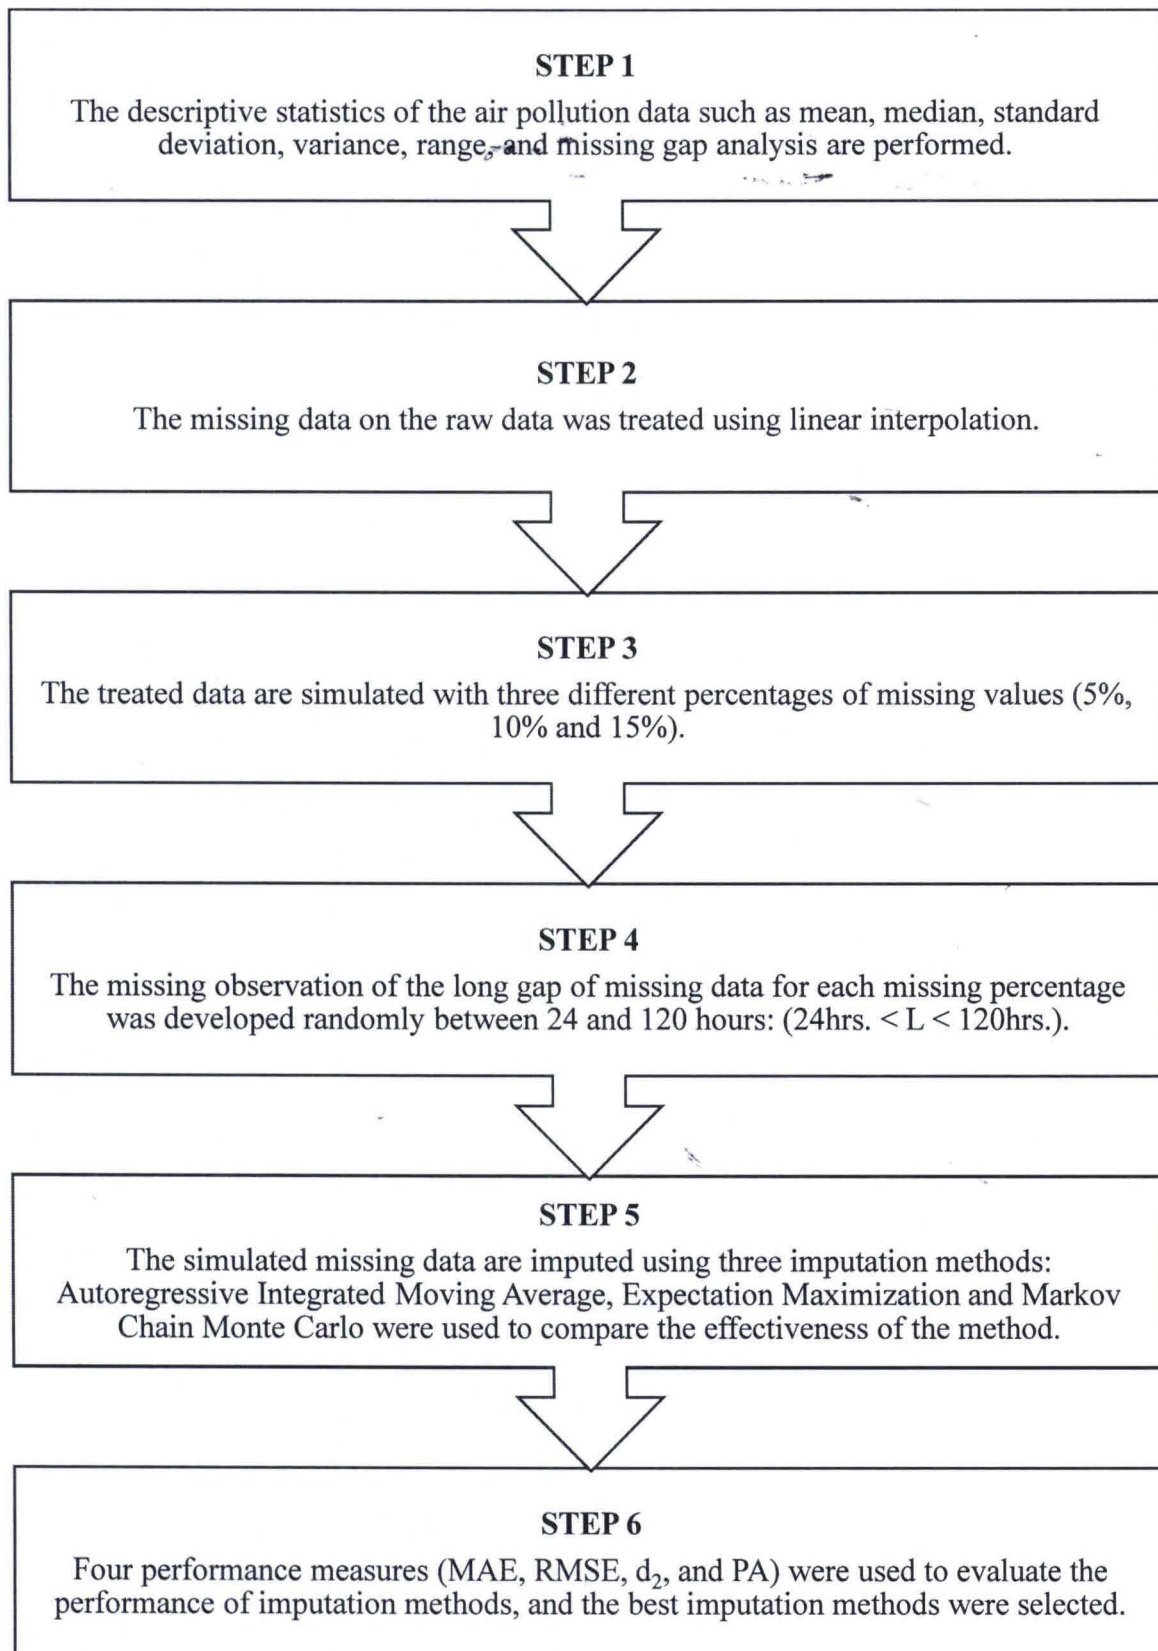 STEP 1
The descriptive statistics of the air pollution data such as mean, median, standard
deviation, variance, range, and missing gap analysis are performed.
STEP 2
The missing data on the raw data was treated using linear interpolation.
STEP 3
The treated data are simulated with three different percentages of missing values (5%,
10% and 15%).
STEP 4
The missing observation of the long gap of missing data for each missing percentage
was developed randomly between 24 and 120 hours: (24hrs. < L < 120hrs.).
STEP 5
The simulated missing data are imputed using three imputation methods:
Autoregressive Integrated Moving Average, Expectation Maximization and Markov
Chain Monte Carlo were used to compare the effectiveness of the method.
STEP 6
Four performance measures (MAE, RMSE, d₂, and PA) were used to evaluate the
performance of imputation methods, and the best imputation methods were selected.